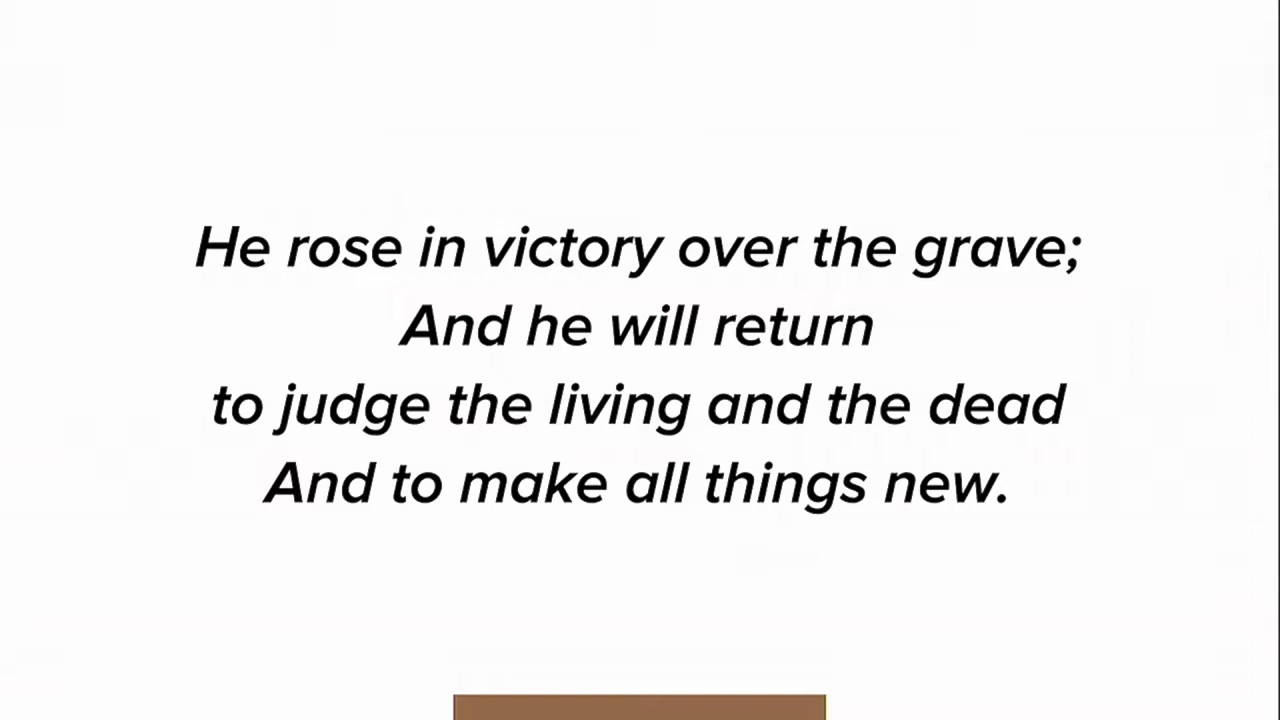 He rose in victory over the grave;
And he will return
to judge the living and the dead
And to make all things new.